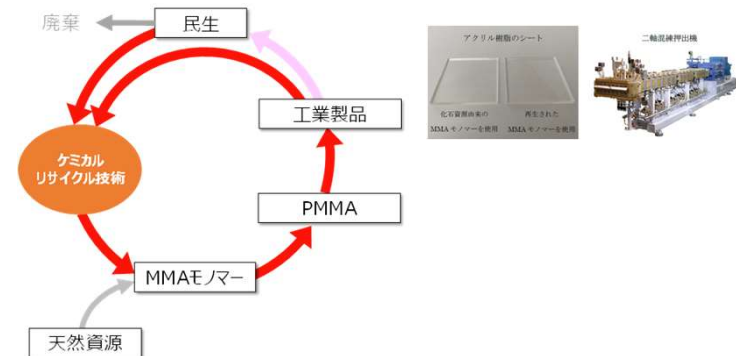 廃棄
民生
工業製品
ケミカル
リサイクル技術
PMMA
MMAモノマー
天然資源
アクリル樹脂のシート
化石資源由来の
MMAモノマーを使用
再生された
MMAモノマーを使用
二軸混練押出機